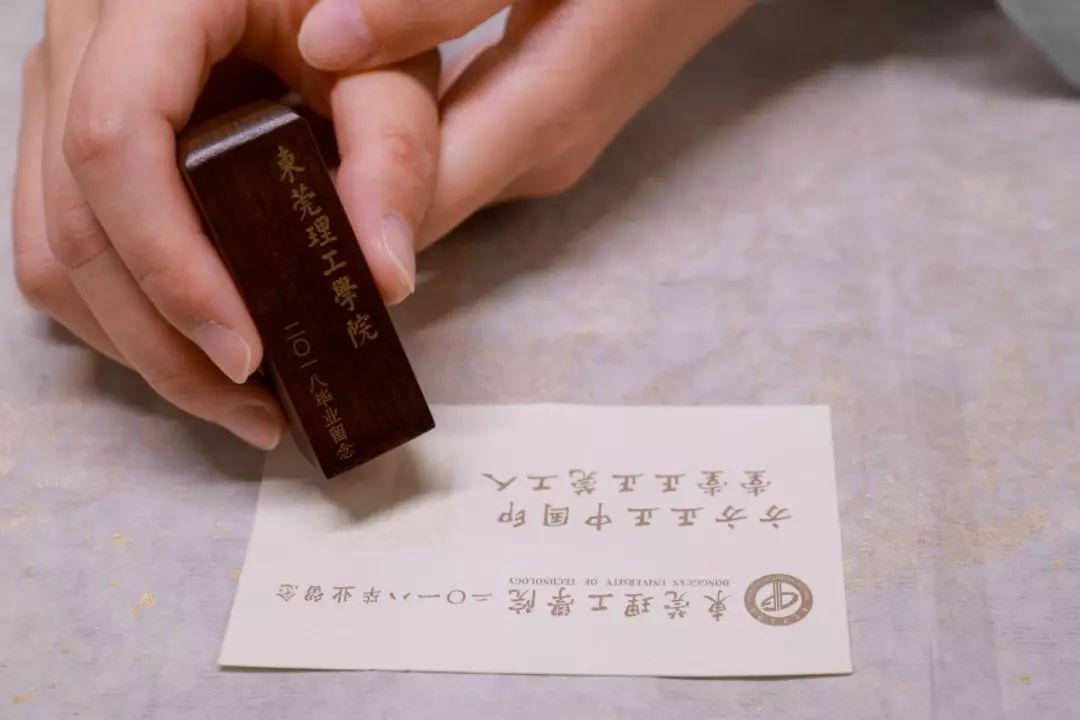 東莞理工學院
二〇一八毕业留念
東莞理工學院 二〇一八毕业留念
DONGGUAN UNIVERSITY OF TECHNOLOGY
方方正正中国印
堂堂正正莞工人